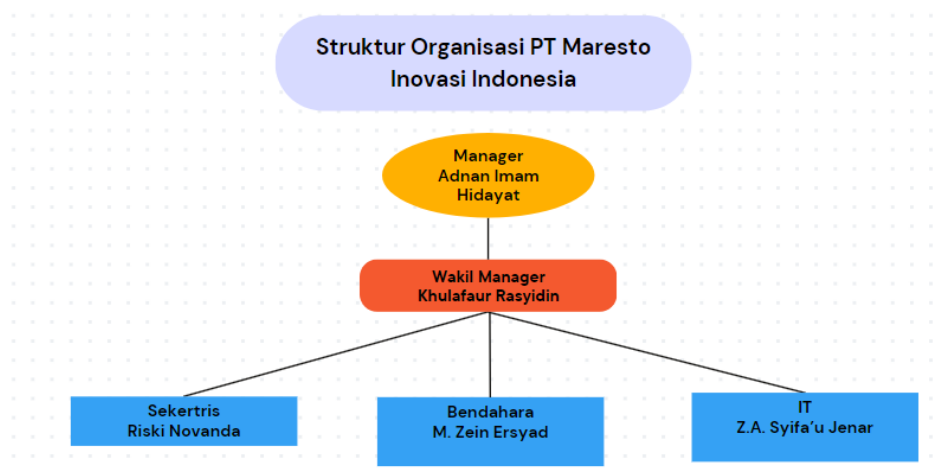 Struktur Organisasi PT Maresto
Inovasi Indonesia
Manager
Adnan Imam
Hidayat
Wakil Manager
Khulafaur Rasyidin
Sekertris
Riski Novanda
Bendahara
M. Zein Ersyad
IT
Z.A. Syifa’u Jenar